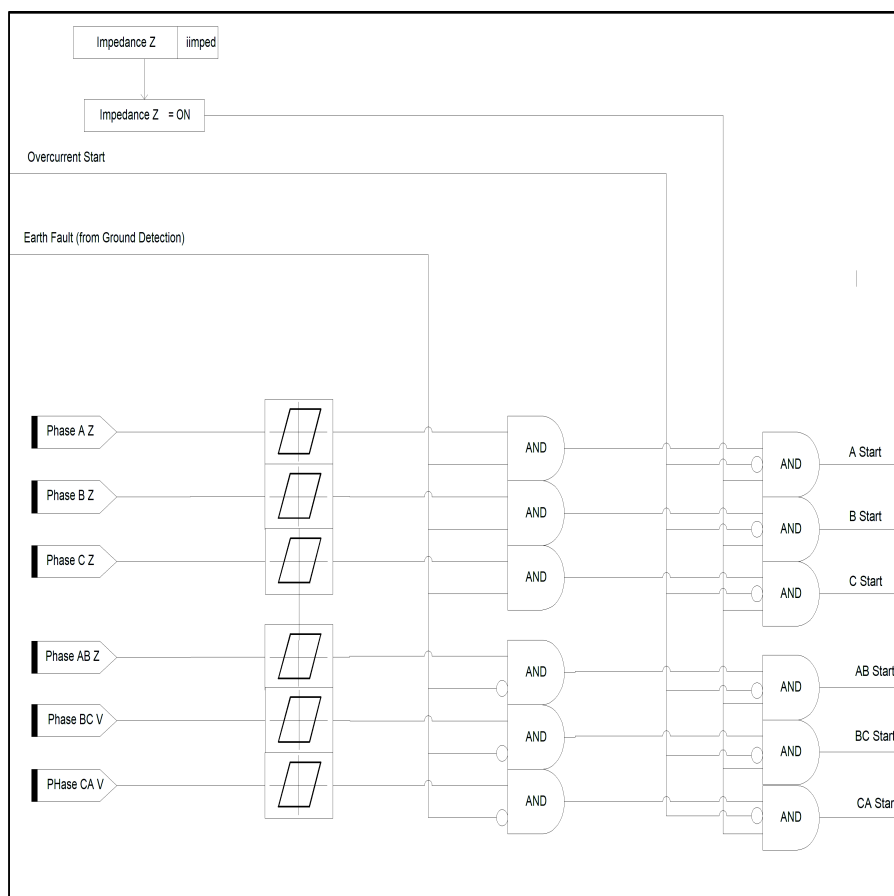 Impedance Z iimped
Impedance Z = ON
Overcurrent Start
Earth Fault (from Ground Detection)
Phase A Z
AND
AND
A Start
Phase B Z
AND
AND
B Start
Phase C Z
AND
AND
C Start
Phase AB Z
AND
AND
AB Start
Phase BC V
AND
AND
BC Start
PHase CA V
AND
AND
CA Star